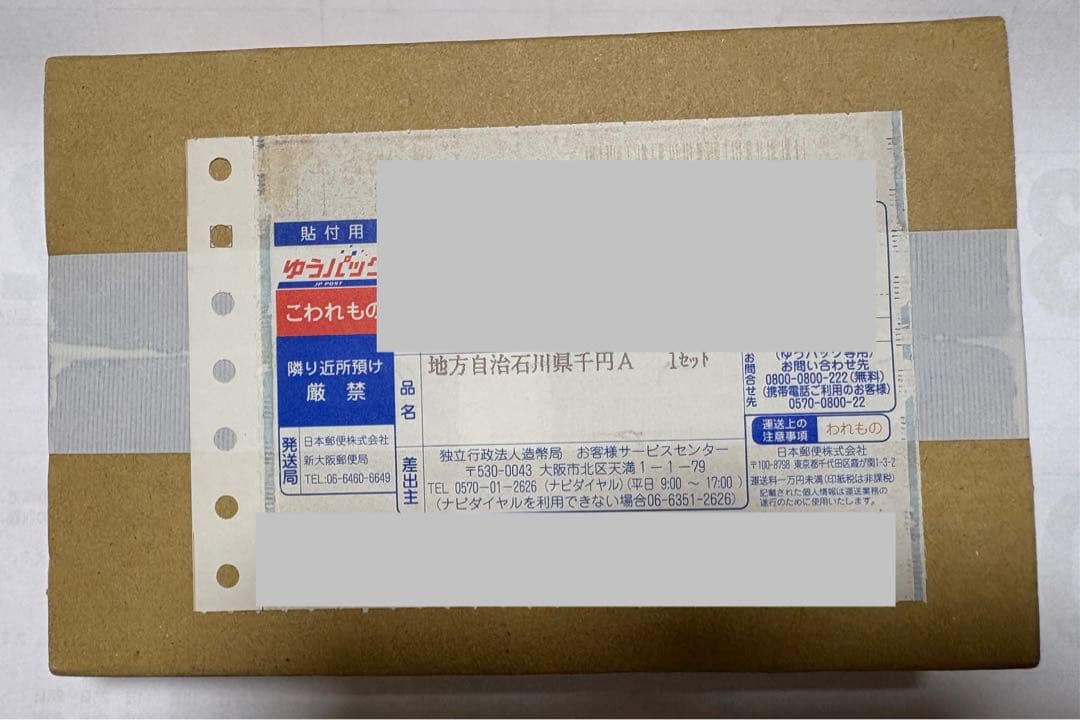 貼付用
ゆうパック
JP POST
こわれもの
隣り近所預け
厳禁
発送局
日本郵便株式会社
新大阪郵便局
TEL:06-6460-6649
品名
地方自治石川県千円A 1セット
差出主
独立行政法人造幣局 お客様サービスセンター
〒530-0043 大阪市北区天満1-1-79
TEL 0570-01-2626 (ナビダイヤル)(平日 9:00 ~ 17:00)
(ナビダイヤルを利用できない場合06-6351-2626)
お問合せ先
(ゆうパック専用)
お問い合わせ先
0800-0800-222(無料)
(携帯電話ご利用のお客様)
0570-0800-22
運送上の
注意事項
われもの
日本郵便株式会社
〒100-8798 東京都千代田区霞が関1-3-2
運送料一万円未満(印紙税は非課税)
記載された個人情報は運送業務の
遂行のために使用いたします。